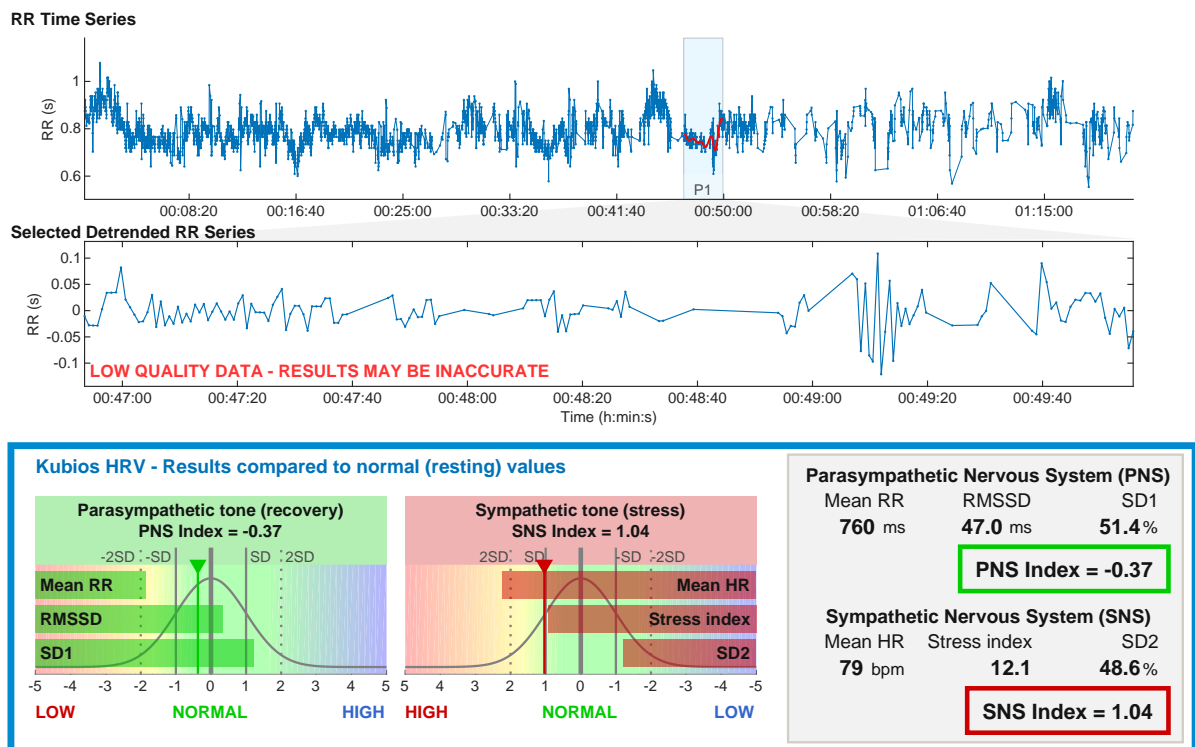 RR Time Series
RR (s)
1
0.8
0.6
P1
00:08:20 00:16:40 00:25:00 00:33:20 00:41:40 00:50:00 00:58:20 01:06:40 01:15:00
Selected Detrended RR Series
RR (s)
0.1
0.05
0
-0.05
-0.1
LOW QUALITY DATA - RESULTS MAY BE INACCURATE
00:47:00 00:47:20 00:47:40 00:48:00 00:48:20 00:48:40 00:49:00 00:49:20 00:49:40
Time (h:min:s)
Kubios HRV - Results compared to normal (resting) values
Parasympathetic tone (recovery)
PNS Index = -0.37
-2SD -SD SD 2SD
Mean RR
RMSSD
SD1
-5 -4 -3 -2 -1 0 1 2 3 4 5
LOW NORMAL HIGH
Sympathetic tone (stress)
SNS Index = 1.04
2SD SD -SD -2SD
Mean HR
Stress index
SD2
5 4 3 2 1 0 -1 -2 -3 -4 -5
HIGH NORMAL LOW
Parasympathetic Nervous System (PNS)
Mean RR RMSSD SD1
760 ms 47.0 ms 51.4%
PNS Index = -0.37
Sympathetic Nervous System (SNS)
Mean HR Stress index SD2
79 bpm 12.1 48.6%
SNS Index = 1.04